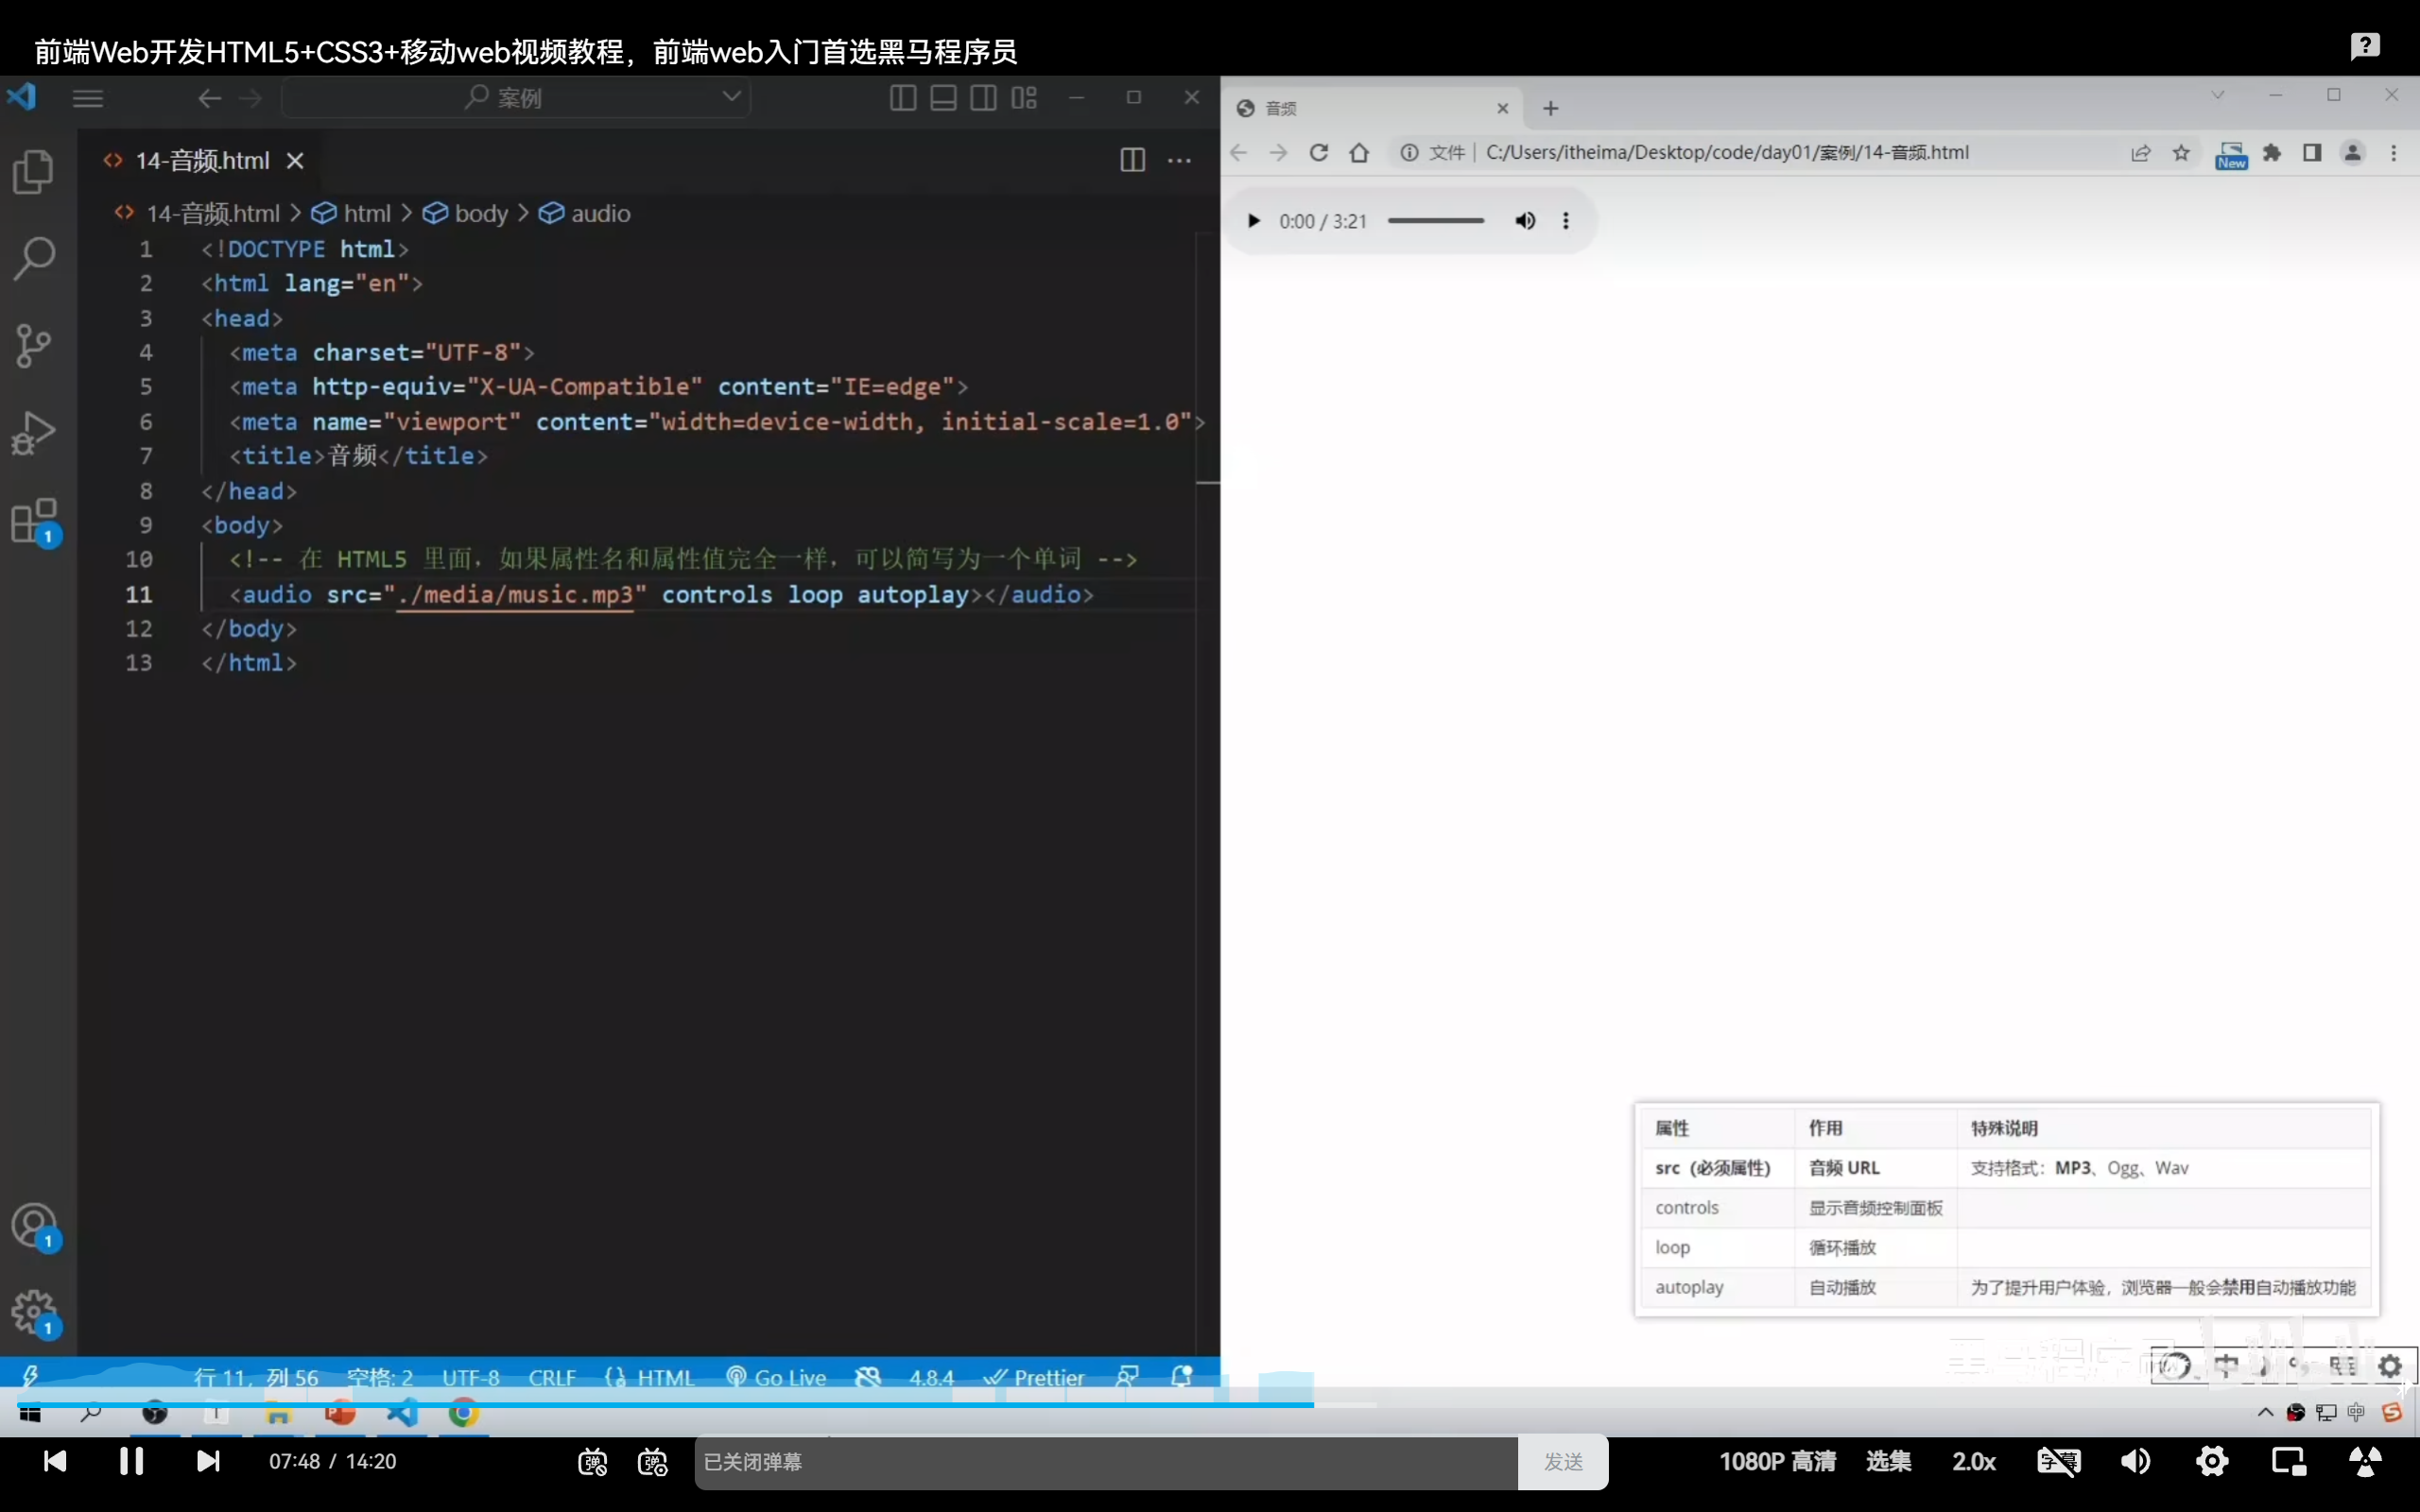 前端Web开发HTML5+CSS3+移动web视频教程，前端web入门首选黑马程序员
案例
14-音频.html
14-音频.html > html > body > audio
1 <!DOCTYPE html>
2 <html lang="en">
3 <head>
4 <meta charset="UTF-8">
5 <meta http-equiv="X-UA-Compatible" content="IE=edge">
6 <meta name="viewport" content="width=device-width, initial-scale=1.0">
7 <title>音频</title>
8 </head>
9 <body>
10 <!-- 在 HTML5 里面，如果属性名和属性值完全一样，可以简写为一个单词 -->
11 <audio src="./media/music.mp3" controls loop autoplay></audio>
12 </body>
13 </html>
1
1
1
行 11，列 56 空格: 2 UTF-8 CRLF HTML Go Live 4.8.4 Prettier
音频
文件 C:/Users/itheima/Desktop/code/day01/案例/14-音频.html
New
0:00 / 3:21
属性 作用 特殊说明
src（必须属性） 音频 URL 支持格式：MP3、Ogg、Wav
controls 显示音频控制面板
loop 循环播放
autoplay 自动播放 为了提升用户体验，浏览器一般会禁用自动播放功能
中
07:48 / 14:20
弹
弹
已关闭弹幕
发送
1080P 高清
选集
2.0x
字幕